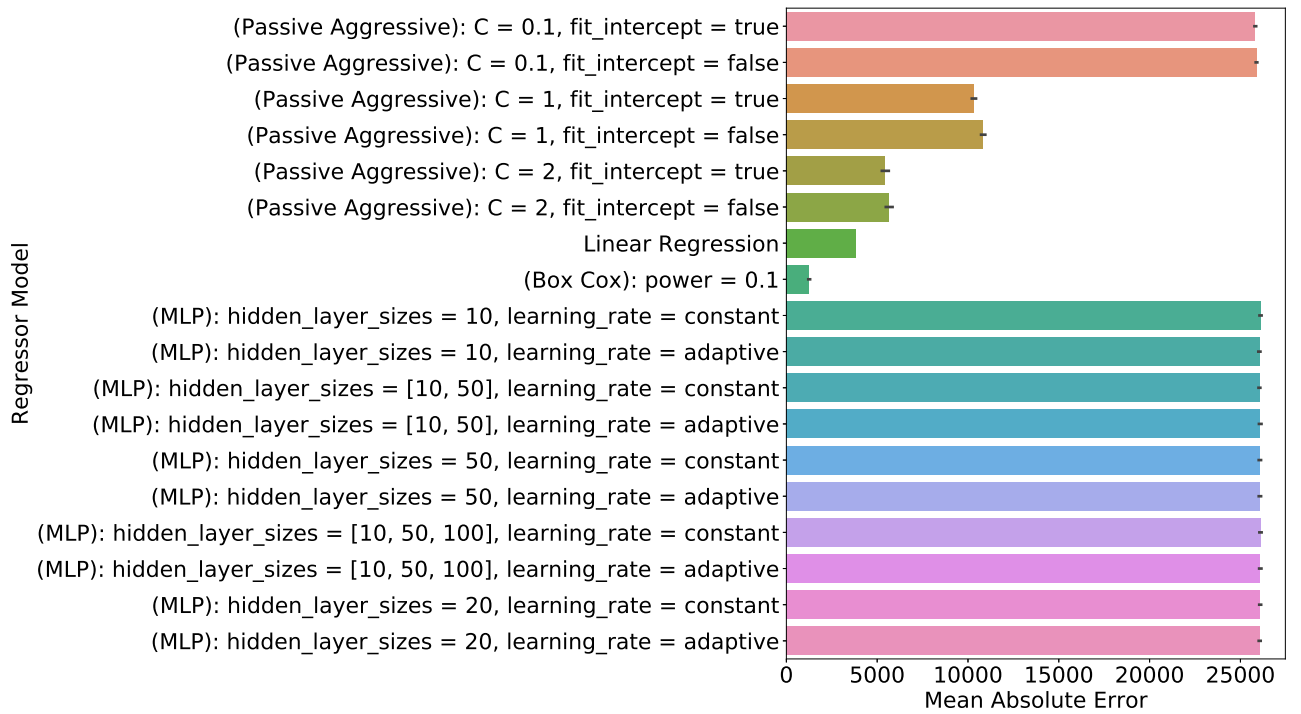 (Passive Aggressive): C = 0.1, fit_intercept = true
(Passive Aggressive): C = 0.1, fit_intercept = false
(Passive Aggressive): C = 1, fit_intercept = true
(Passive Aggressive): C = 1, fit_intercept = false
(Passive Aggressive): C = 2, fit_intercept = true
(Passive Aggressive): C = 2, fit_intercept = false
Linear Regression
(Box Cox): power = 0.1
(MLP): hidden_layer_sizes = 10, learning_rate = constant
(MLP): hidden_layer_sizes = 10, learning_rate = adaptive
(MLP): hidden_layer_sizes = [10, 50], learning_rate = constant
(MLP): hidden_layer_sizes = [10, 50], learning_rate = adaptive
(MLP): hidden_layer_sizes = 50, learning_rate = constant
(MLP): hidden_layer_sizes = 50, learning_rate = adaptive
(MLP): hidden_layer_sizes = [10, 50, 100], learning_rate = constant
(MLP): hidden_layer_sizes = [10, 50, 100], learning_rate = adaptive
(MLP): hidden_layer_sizes = 20, learning_rate = constant
(MLP): hidden_layer_sizes = 20, learning_rate = adaptive
Regressor Model
0 5000 10000 15000 20000 25000
Mean Absolute Error